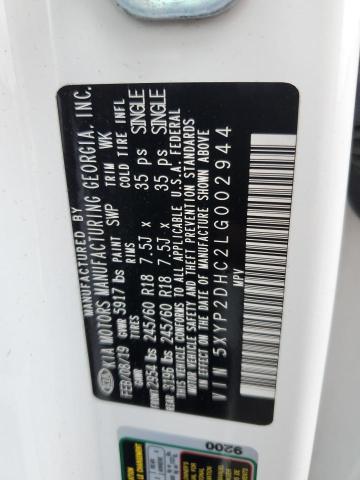 MANUFACTURED BY
KIA MOTORS MANUFACTURING GEORGIA, INC.
FEB/08/19 PAINT SWP TRIM WK
GVWR 5917 lbs
TIRES RIMS COLD TIRE INFL
FRONT 2954 lbs 245/60 R18 7.5J X 35 psi SINGLE
REAR 3196 lbs 245/60 R18 7.5J X 35 psi SINGLE
THIS VEHICLE CONFORMS TO ALL APPLICABLE U.S.A. FEDERAL
MOTOR VEHICLE SAFETY AND THEFT PREVENTION STANDARDS
IN EFFECT ON THE DATE OF MANUFACTURE SHOWN ABOVE
VIN 5XYP2DHC2LG002944
MPV
9200